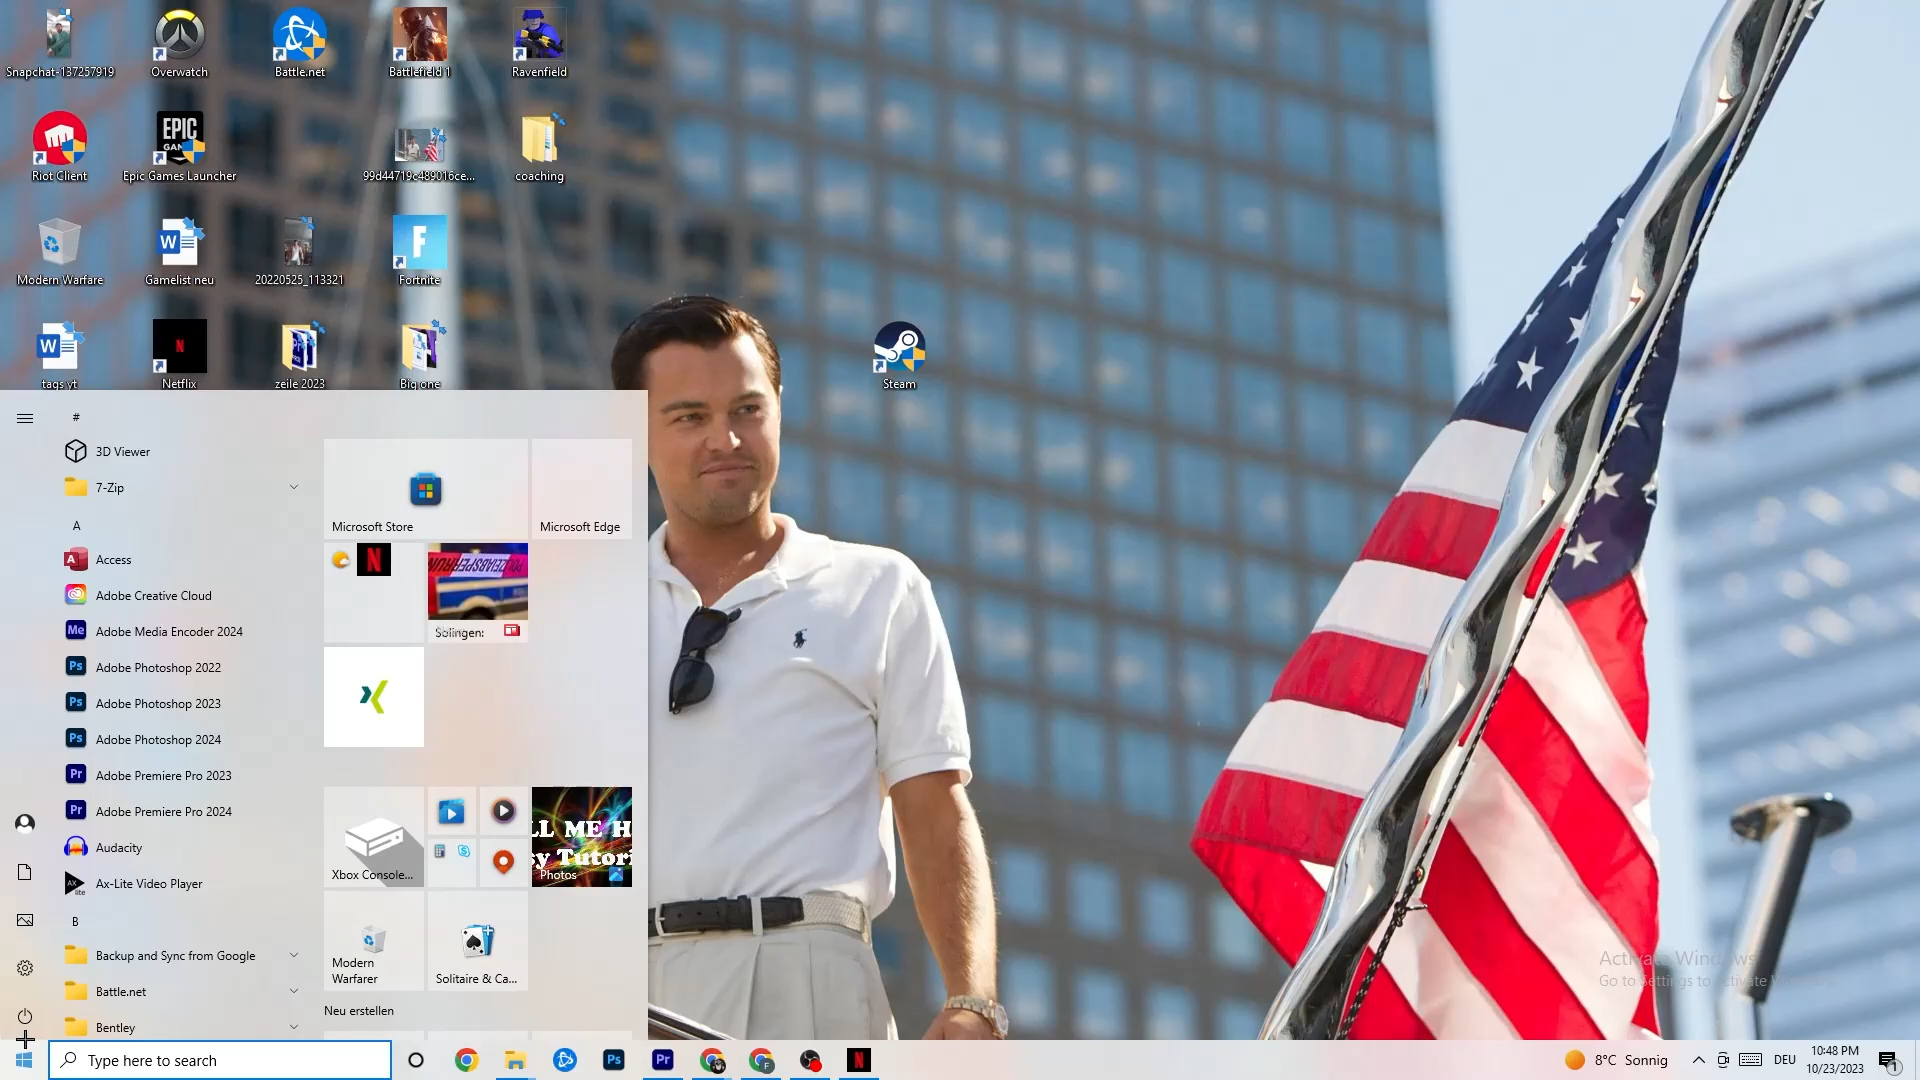 Snapchat-137257919
Overwatch
Battle.net
Battlefield 1
Ravenfield
Riot Client
EPIC
Epic Games Launcher
99d44719c489016ce...
coaching
Modern Warfare
Gamelist neu
20220525_113321
Fortnite
tags yt
Netflix
zeile 2023
Big one
Steam
#
3D Viewer
7-Zip
A
Access
Adobe Creative Cloud
Adobe Media Encoder 2024
Adobe Photoshop 2022
Adobe Photoshop 2023
Adobe Photoshop 2024
Adobe Premiere Pro 2023
Adobe Premiere Pro 2024
Audacity
Ax-Lite Video Player
B
Backup and Sync from Google
Battle.net
Bentley
Microsoft Store
Microsoft Edge
Solingen:
LL ME H
sy Tutori
Xbox Console...
Photos
Modern
Warfarer
Solitaire & Ca...
Neu erstellen
Activate Windows
Go to Settings to activate
Type here to search
8°C Sonnig
DEU
10:48 PM
10/23/2023
1